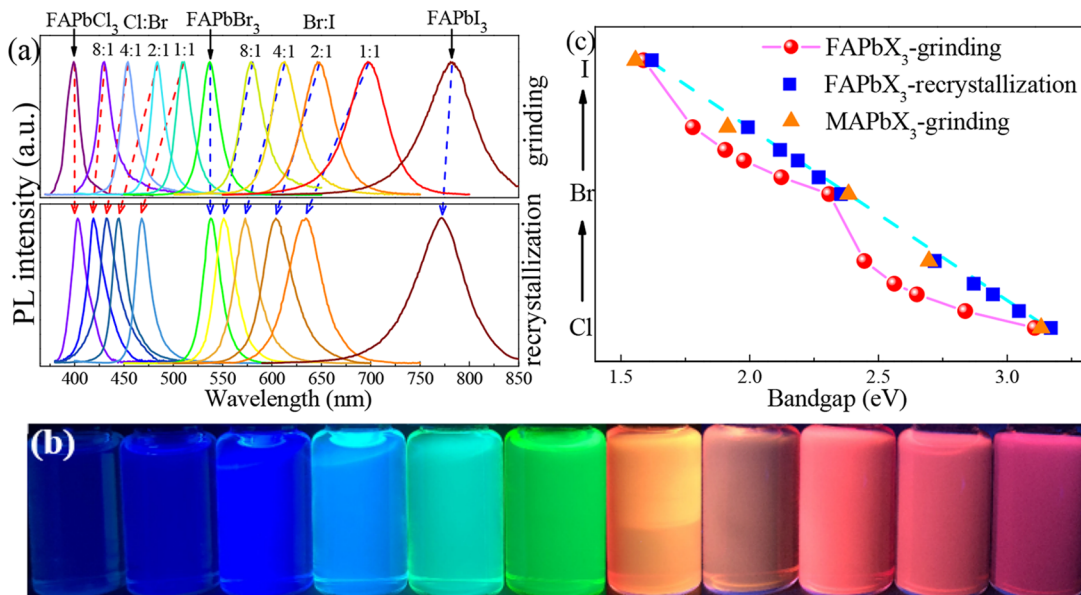 FAPbCl₃ Cl:Br FAPbBr₃ Br:I FAPbI₃
(a)
8:1 4:1 2:1 1:1 8:1 4:1 2:1 1:1
PL intensity (a.u.)
grinding
recrystallization
400 450 500 550 600 650 700 750 800 850
Wavelength (nm)
(c)
FAPbX₃-grinding
FAPbX₃-recrystallization
MAPbX₃-grinding
I
Br
Cl
1.5 2.0 2.5 3.0
Bandgap (eV)
(b)